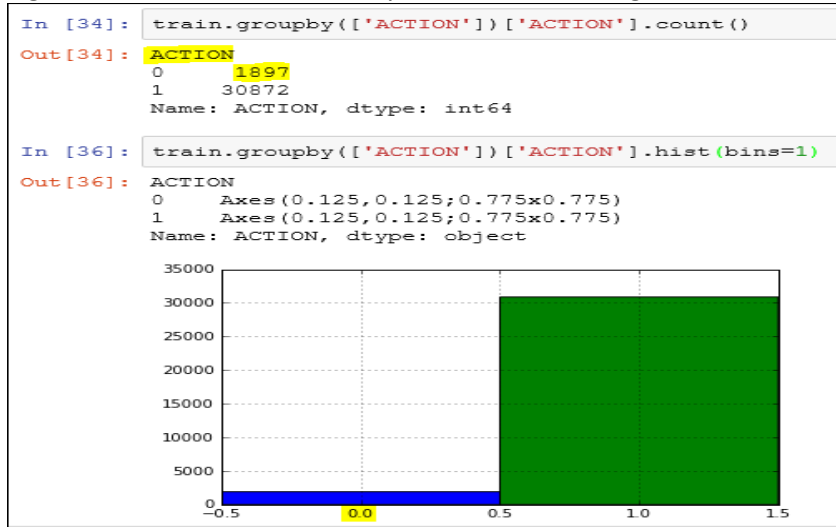 In [34]: train.groupby(['ACTION'])['ACTION'].count()
Out[34]: ACTION
0 1897
1 30872
Name: ACTION, dtype: int64
In [36]: train.groupby(['ACTION'])['ACTION'].hist(bins=1)
Out[36]: ACTION
0 Axes(0.125,0.125;0.775x0.775)
1 Axes(0.125,0.125;0.775x0.775)
Name: ACTION, dtype: object
35000
30000
25000
20000
15000
10000
5000
0
-0.5 0.0 0.5 1.0 1.5